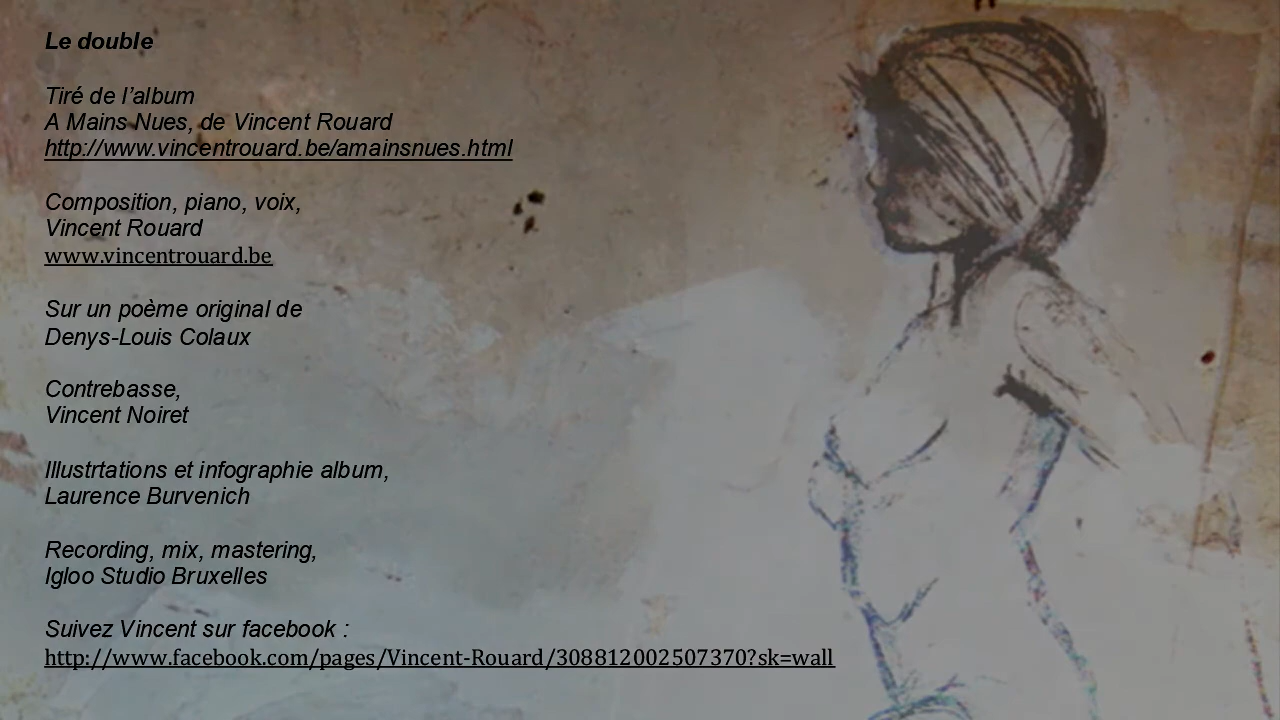 Le double
Tiré de l’album
A Mains Nues, de Vincent Rouard
http://www.vincentrouard.be/amainsnues.html
Composition, piano, voix,
Vincent Rouard
www.vincentrouard.be
Sur un poème original de
Denys-Louis Colaux
Contrebasse,
Vincent Noiret
Illustrtations et infographie album,
Laurence Burvenich
Recording, mix, mastering,
Igloo Studio Bruxelles
Suivez Vincent sur facebook :
http://www.facebook.com/pages/Vincent-Rouard/308812002507370?sk=wall